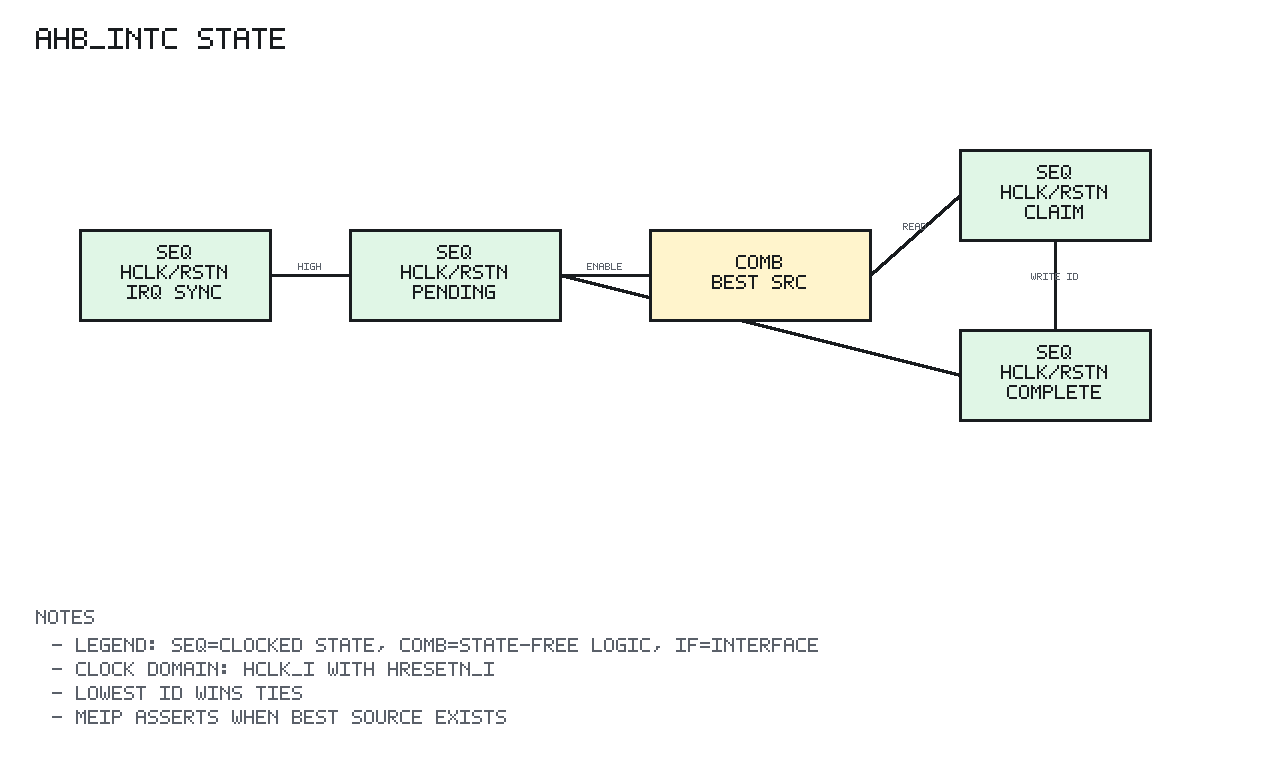 AHB_INTC STATE
SEQ
HCLK/RSTN
IRQ SYNC
HIGH
SEQ
HCLK/RSTN
PENDING
ENABLE
COMB
BEST SRC
READ
SEQ
HCLK/RSTN
CLAIM
WRITE ID
SEQ
HCLK/RSTN
COMPLETE
NOTES
- LEGEND: SEQ=CLOCKED STATE, COMB=STATE-FREE LOGIC, IF=INTERFACE
- CLOCK DOMAIN: HCLK_I WITH HRESETN_I
- LOWEST ID WINS TIES
- MEIP ASSERTS WHEN BEST SOURCE EXISTS